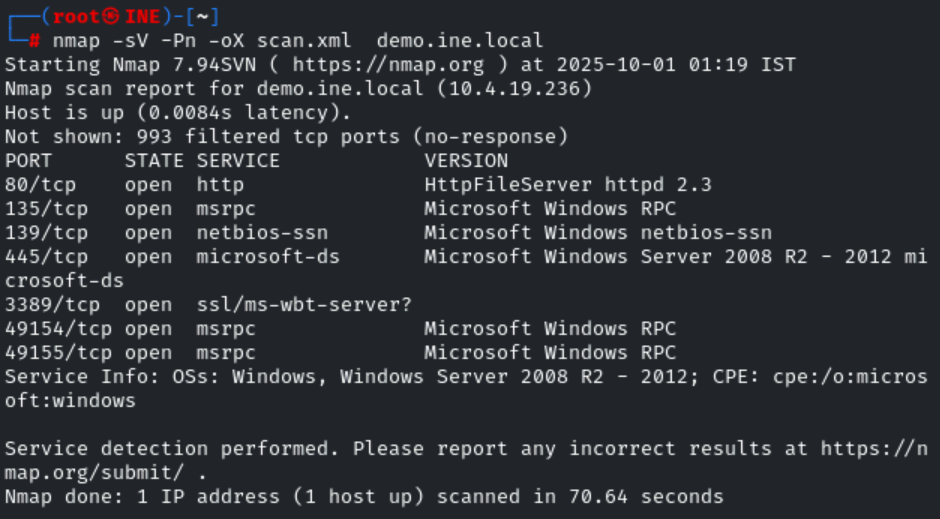 ┌──(root㉿INE)-[~]
└─# nmap -sV -Pn -oX scan.xml  demo.ine.local
Starting Nmap 7.94SVN ( https://nmap.org ) at 2025-10-01 01:19 IST
Nmap scan report for demo.ine.local (10.4.19.236)
Host is up (0.0084s latency).
Not shown: 993 filtered tcp ports (no-response)
PORT      STATE SERVICE            VERSION
80/tcp    open  http               HttpFileServer httpd 2.3
135/tcp   open  msrpc              Microsoft Windows RPC
139/tcp   open  netbios-ssn        Microsoft Windows netbios-ssn
445/tcp   open  microsoft-ds       Microsoft Windows Server 2008 R2 - 2012 mi
crosoft-ds
3389/tcp  open  ssl/ms-wbt-server?
49154/tcp open  msrpc              Microsoft Windows RPC
49155/tcp open  msrpc              Microsoft Windows RPC
Service Info: OSs: Windows, Windows Server 2008 R2 - 2012; CPE: cpe:/o:micros
oft:windows

Service detection performed. Please report any incorrect results at https://n
map.org/submit/ .
Nmap done: 1 IP address (1 host up) scanned in 70.64 seconds